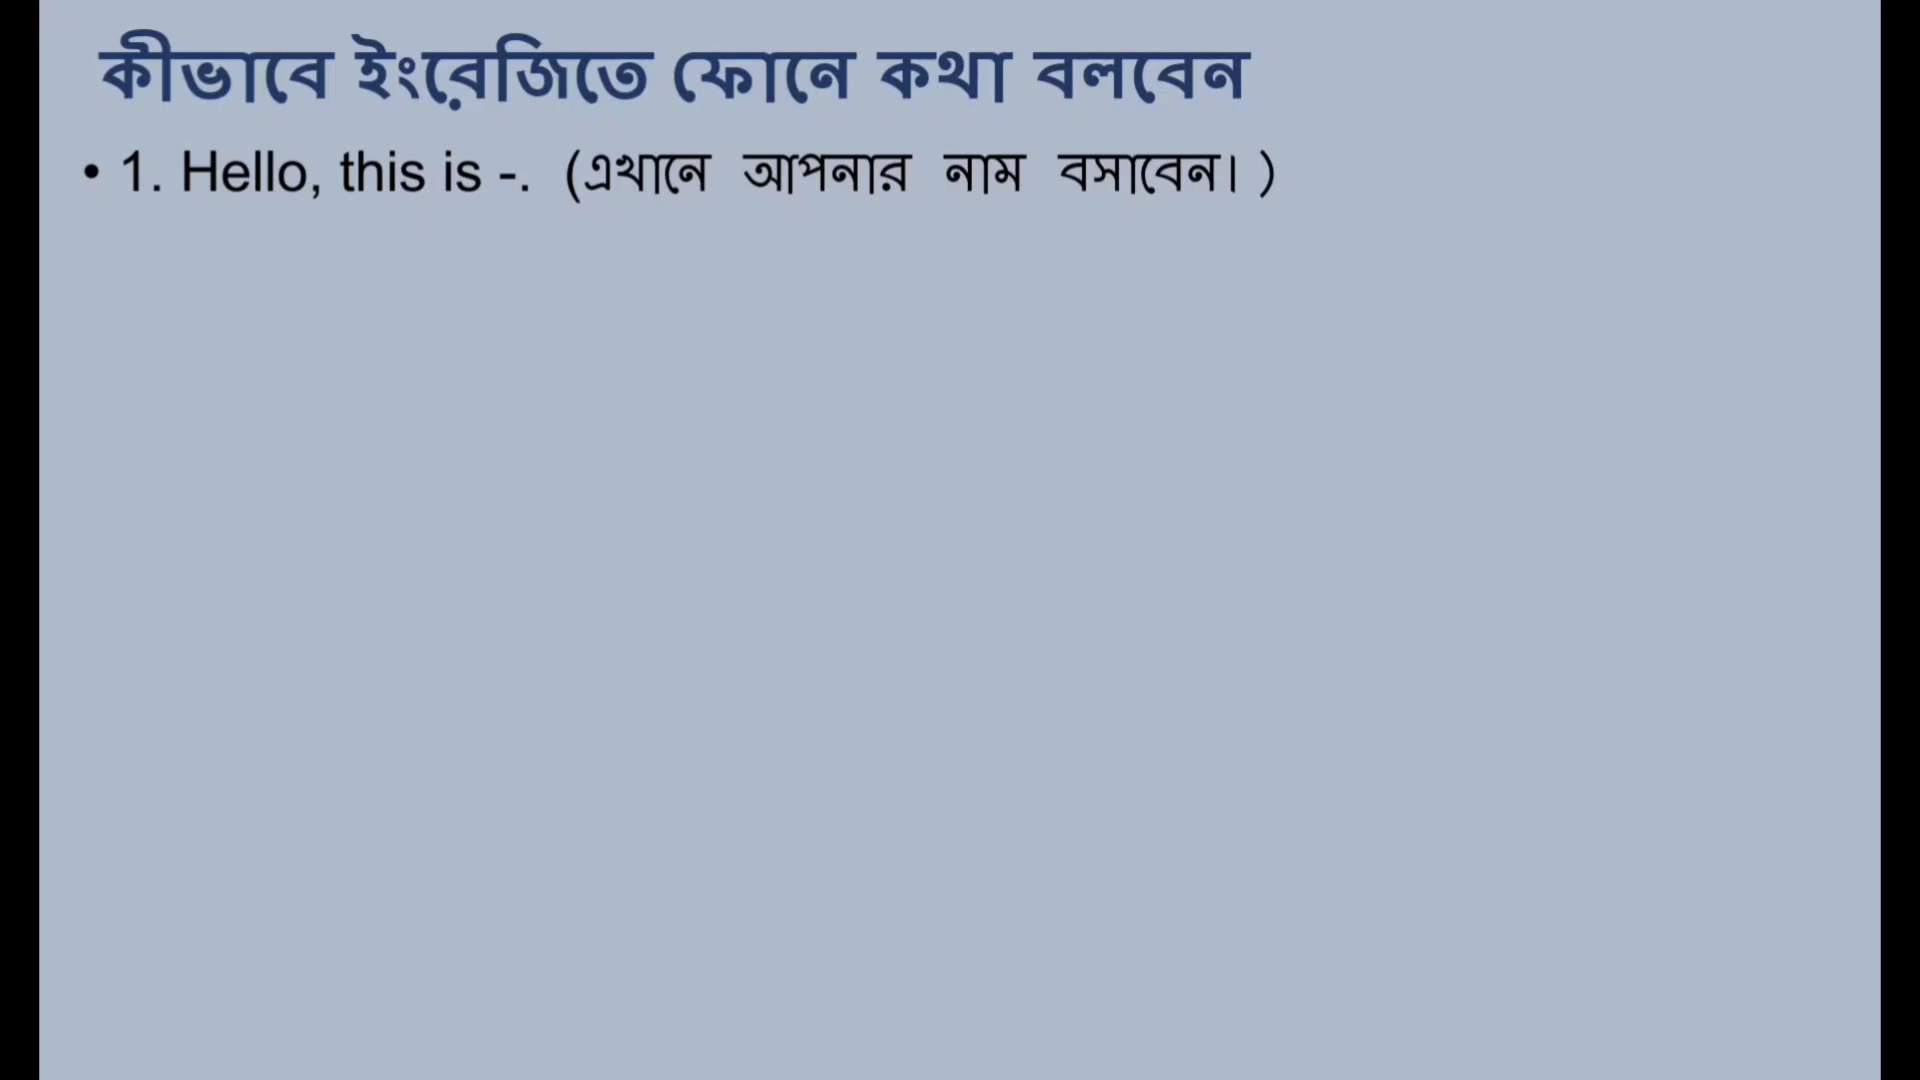 কীভাবে ইংরেজিতে ফোনে কথা বলবেন
• 1. Hello, this is -. (এখানে আপনার নাম বসাবেন। )